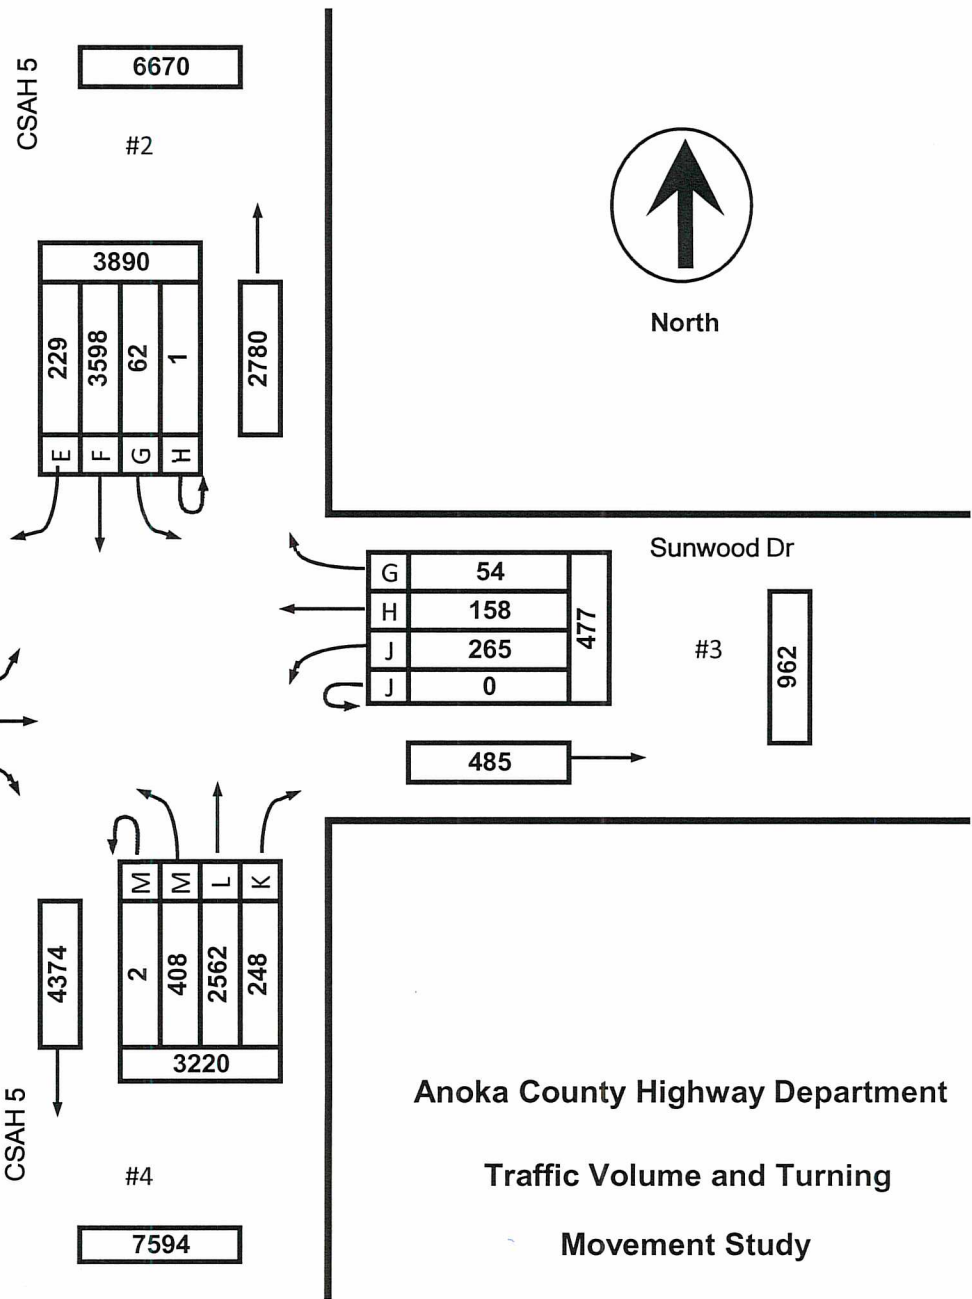 CSAH 5
6670
#2
3890
229
3598
62
1
E
F
G
H
2780
North
Sunwood Dr
G 54
H 158
J 265
J 0
477
#3
962
485
M
M
L
K
2
408
2562
248
3220
4374
CSAH 5
#4
7594
Anoka County Highway Department
Traffic Volume and Turning
Movement Study